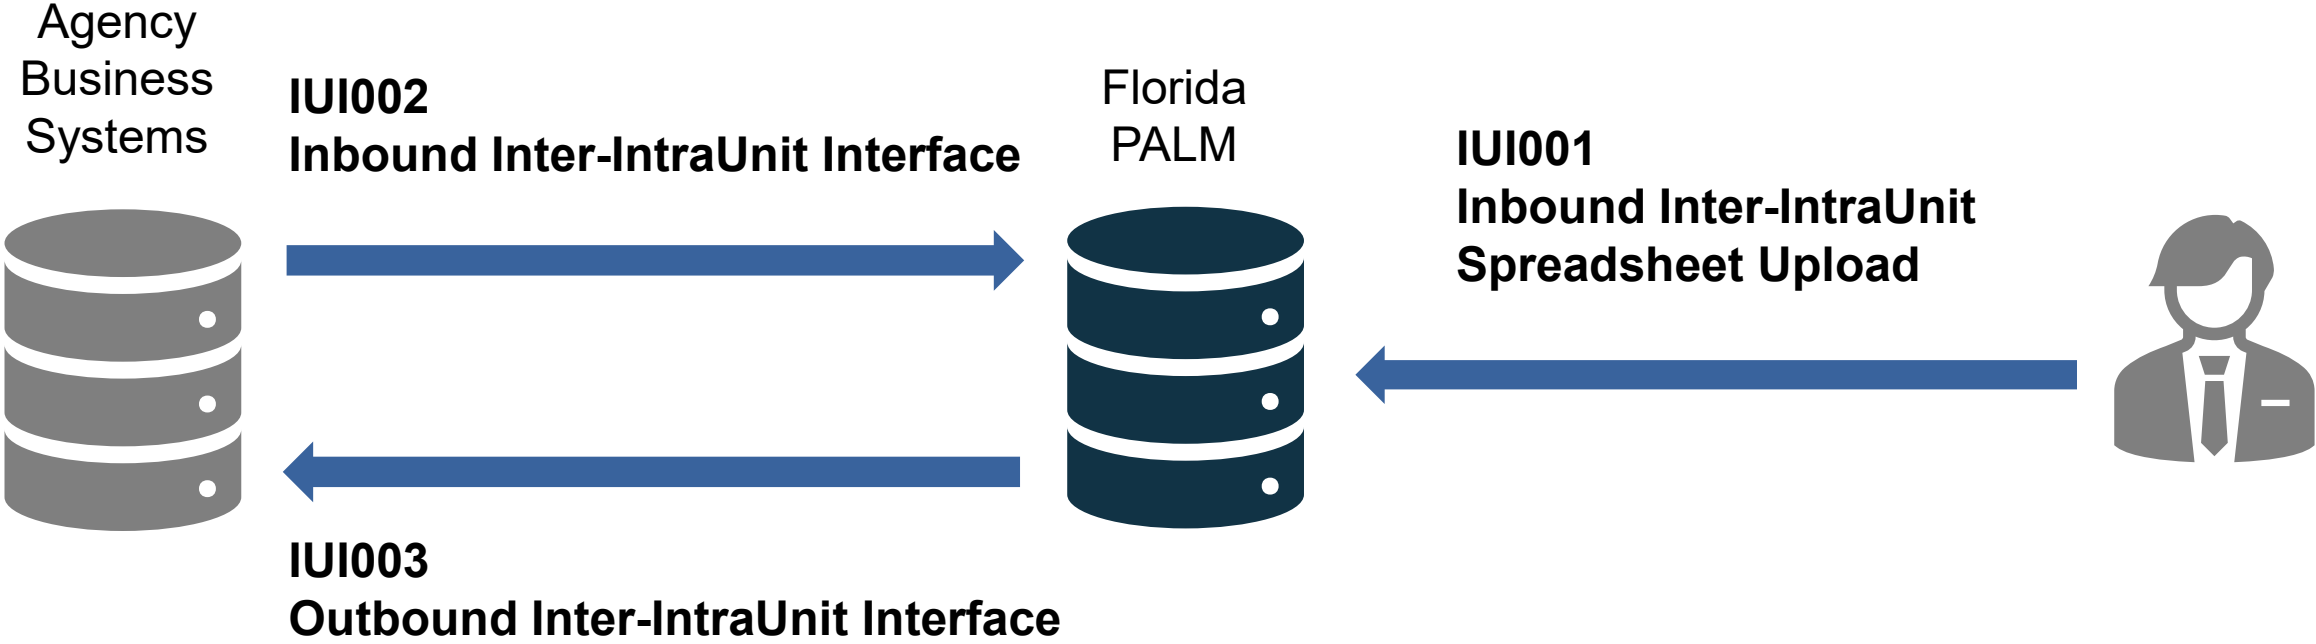 Agency
Business
Systems
IUI002
Inbound Inter-IntraUnit Interface
Florida
PALM
IUI001
Inbound Inter-IntraUnit
Spreadsheet Upload
IUI003
Outbound Inter-IntraUnit Interface